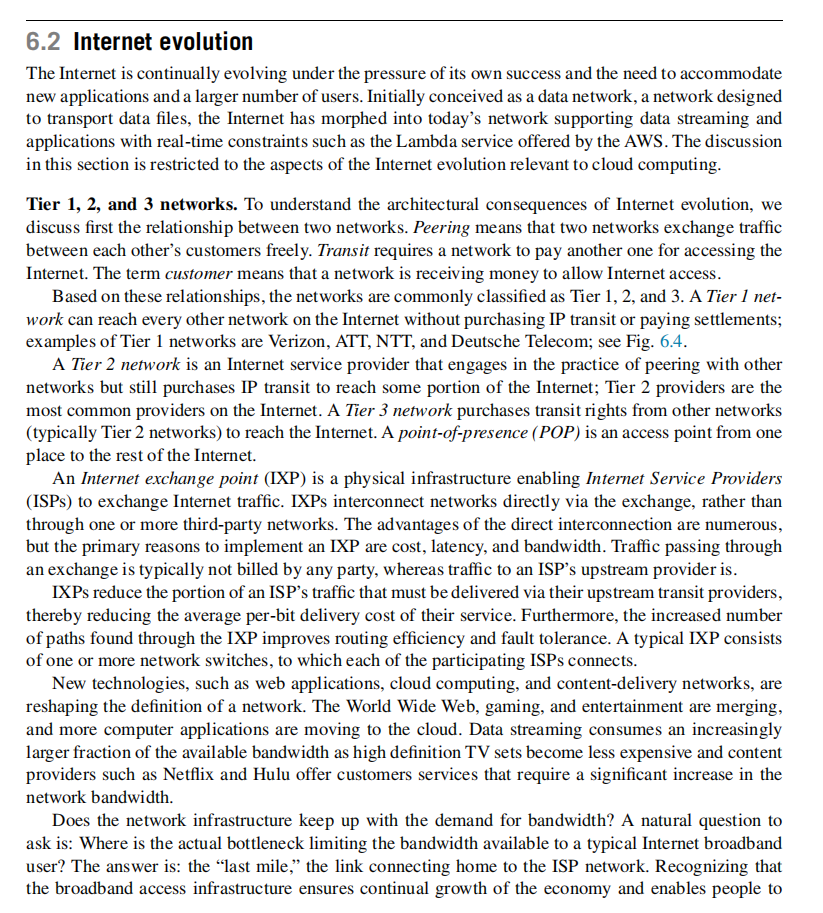 6.2 Internet evolution
The Internet is continually evolving under the pressure of its own success and the need to accommodate
new applications and a larger number of users. Initially conceived as a data network, a network designed
to transport data files, the Internet has morphed into today’s network supporting data streaming and
applications with real-time constraints such as the Lambda service offered by the AWS. The discussion
in this section is restricted to the aspects of the Internet evolution relevant to cloud computing.
Tier 1, 2, and 3 networks. To understand the architectural consequences of Internet evolution, we
discuss first the relationship between two networks. Peering means that two networks exchange traffic
between each other’s customers freely. Transit requires a network to pay another one for accessing the
Internet. The term customer means that a network is receiving money to allow Internet access.
Based on these relationships, the networks are commonly classified as Tier 1, 2, and 3. A Tier 1 net-
work can reach every other network on the Internet without purchasing IP transit or paying settlements;
examples of Tier 1 networks are Verizon, ATT, NTT, and Deutsche Telecom; see Fig. 6.4.
A Tier 2 network is an Internet service provider that engages in the practice of peering with other
networks but still purchases IP transit to reach some portion of the Internet; Tier 2 providers are the
most common providers on the Internet. A Tier 3 network purchases transit rights from other networks
(typically Tier 2 networks) to reach the Internet. A point-of-presence (POP) is an access point from one
place to the rest of the Internet.
An Internet exchange point (IXP) is a physical infrastructure enabling Internet Service Providers
(ISPs) to exchange Internet traffic. IXPs interconnect networks directly via the exchange, rather than
through one or more third-party networks. The advantages of the direct interconnection are numerous,
but the primary reasons to implement an IXP are cost, latency, and bandwidth. Traffic passing through
an exchange is typically not billed by any party, whereas traffic to an ISP’s upstream provider is.
IXPs reduce the portion of an ISP’s traffic that must be delivered via their upstream transit providers,
thereby reducing the average per-bit delivery cost of their service. Furthermore, the increased number
of paths found through the IXP improves routing efficiency and fault tolerance. A typical IXP consists
of one or more network switches, to which each of the participating ISPs connects.
New technologies, such as web applications, cloud computing, and content-delivery networks, are
reshaping the definition of a network. The World Wide Web, gaming, and entertainment are merging,
and more computer applications are moving to the cloud. Data streaming consumes an increasingly
larger fraction of the available bandwidth as high definition TV sets become less expensive and content
providers such as Netflix and Hulu offer customers services that require a significant increase in the
network bandwidth.
Does the network infrastructure keep up with the demand for bandwidth? A natural question to
ask is: Where is the actual bottleneck limiting the bandwidth available to a typical Internet broadband
user? The answer is: the “last mile,” the link connecting home to the ISP network. Recognizing that
the broadband access infrastructure ensures continual growth of the economy and enables people to